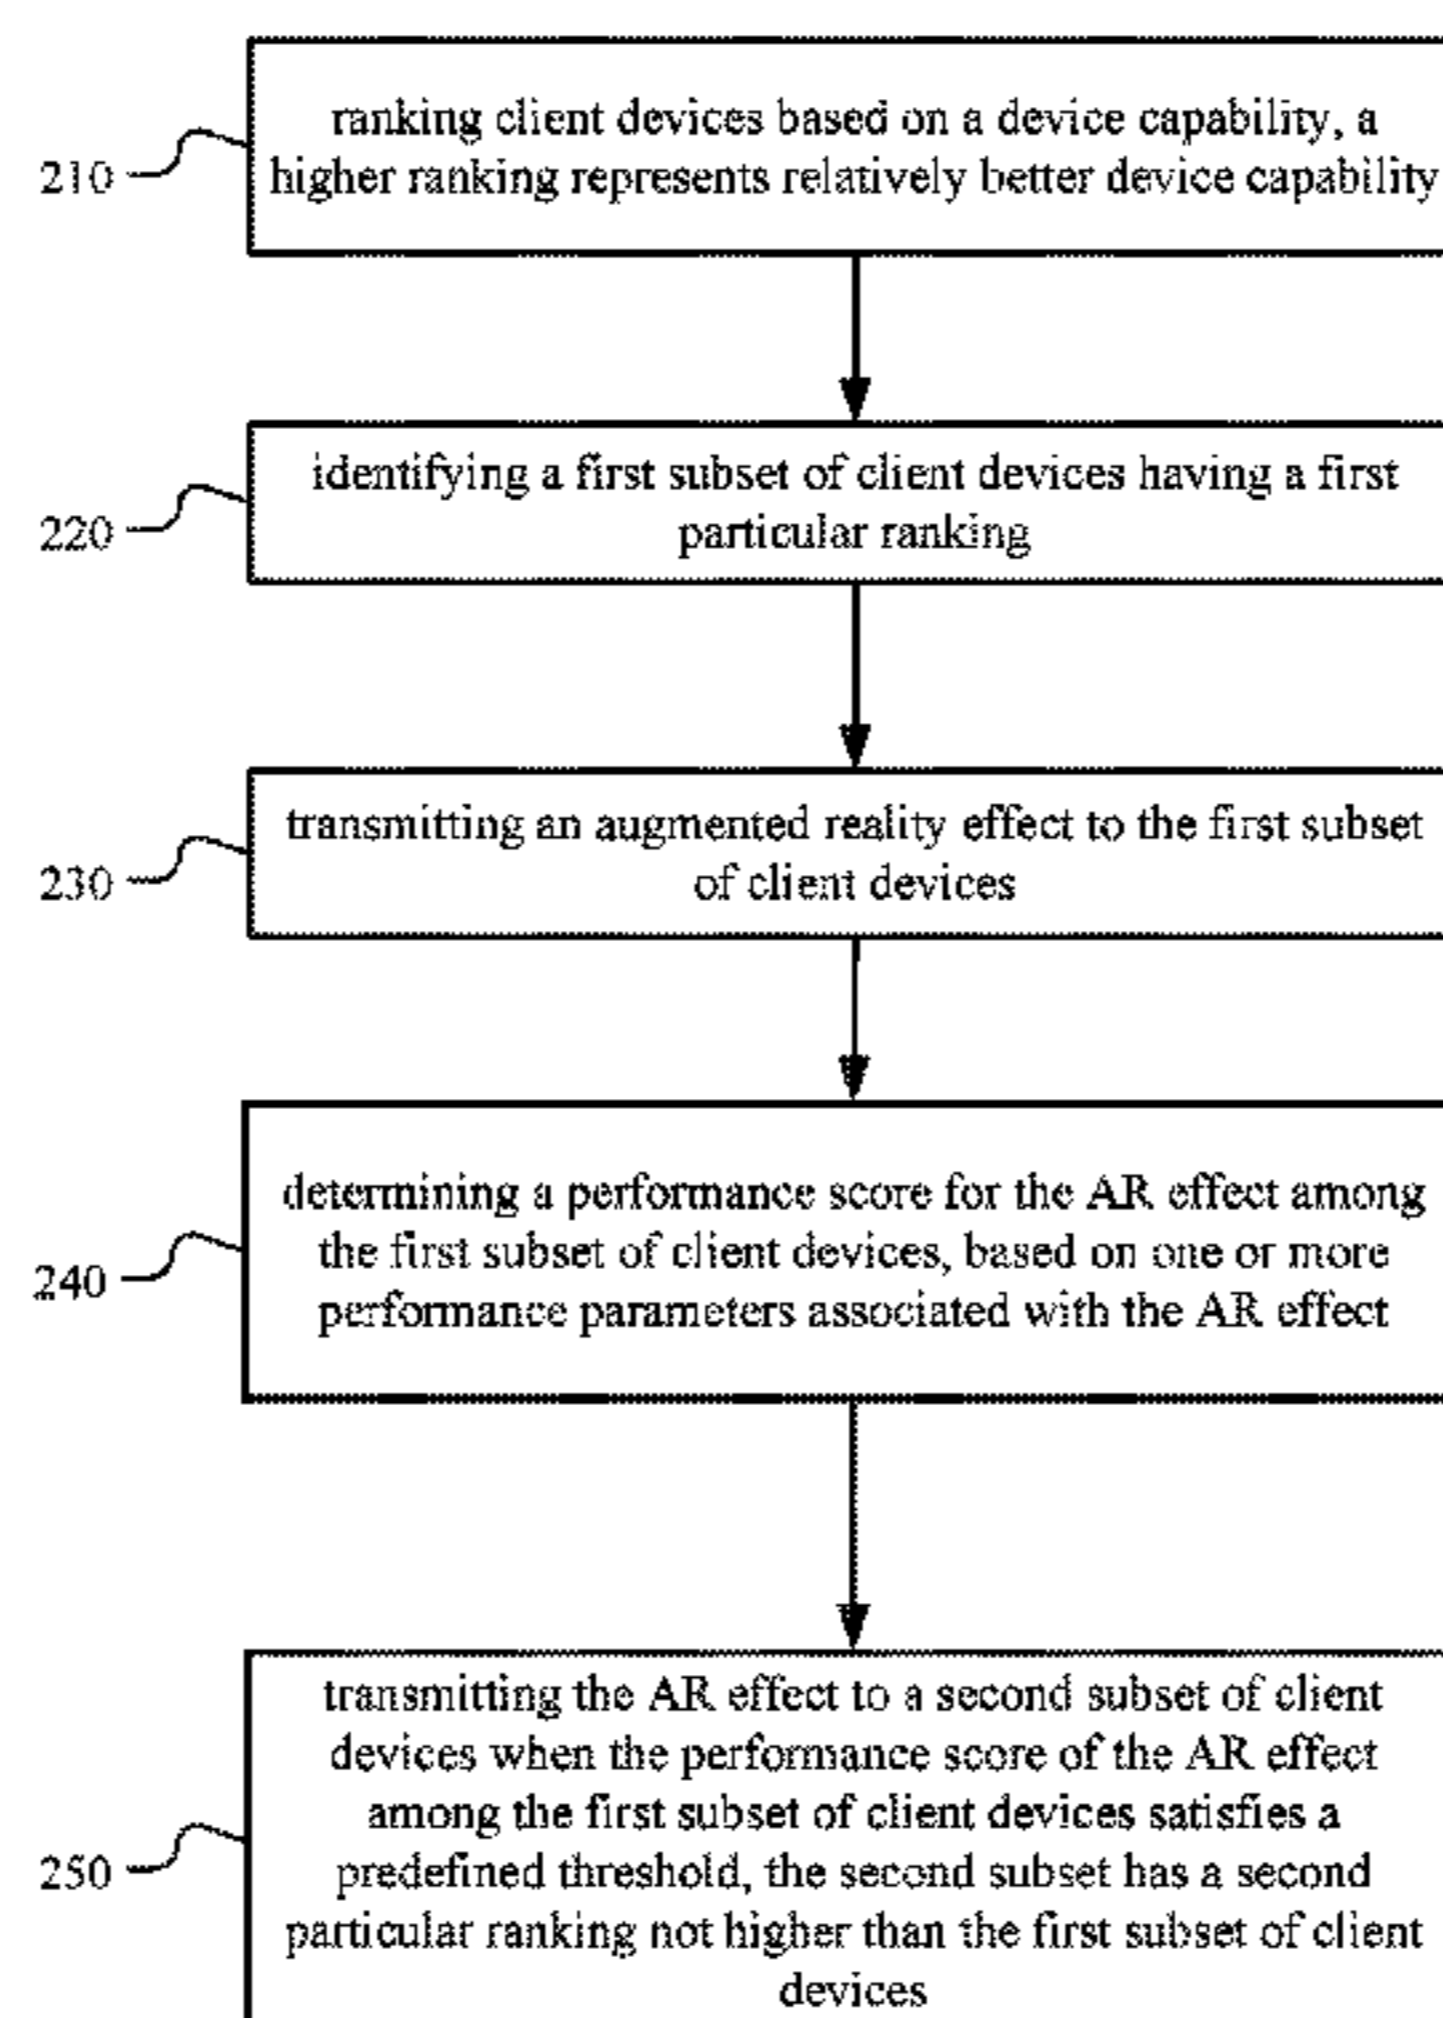 ranking client devices based on a device capability, a
210
higher ranking represents relatively better device capability
identifying a first subset of client devices having a first
220
particular ranking
transmitting an augmented reality effect to the first subset
230
of client devices
determining a performance score for the AR effect among
the first subset of client devices, based on one or more
240
performance parameters associated with the AR effect
transmitting the AR effect to a second subset of client
devices when the performance score of the AR effect
among the first subset of client devices satisfies a
250
predefined threshold, the second subset has a second
particular ranking not higher than the first subset of client
devices